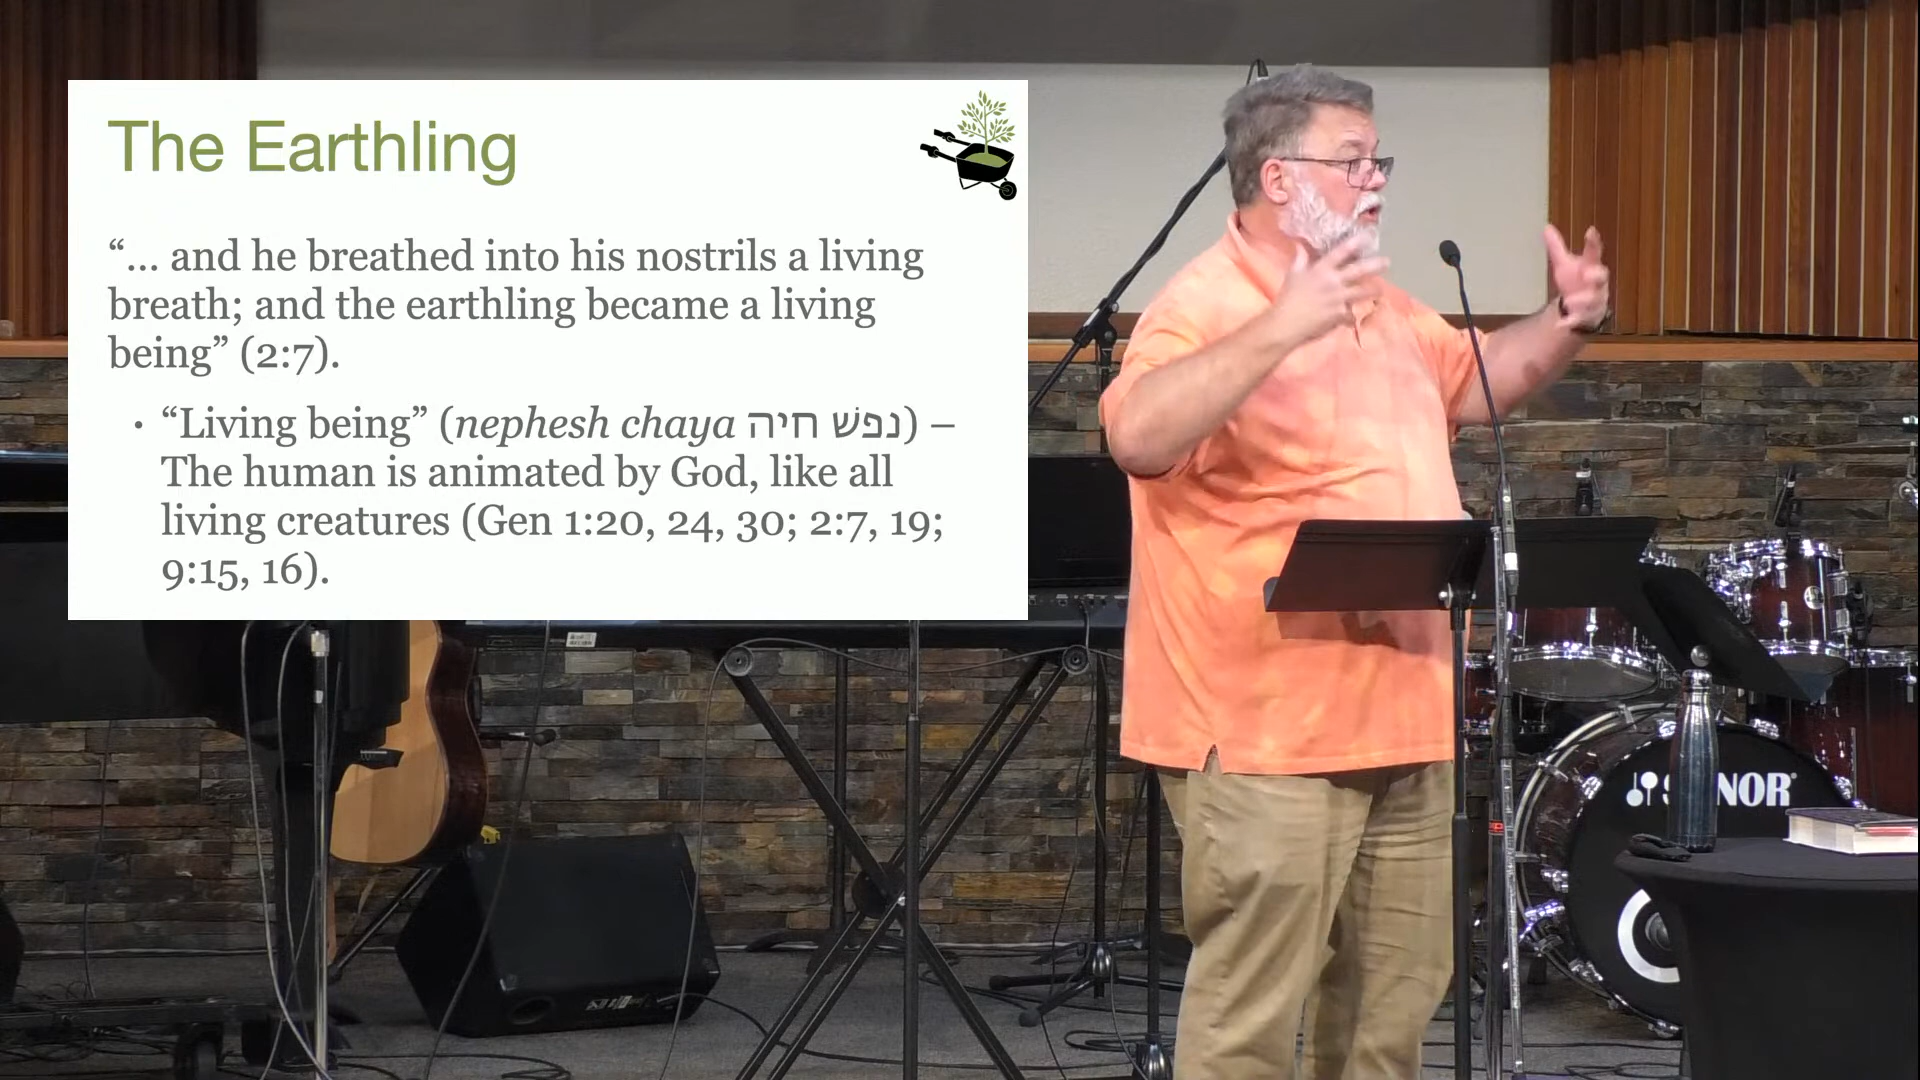 The Earthling
“... and he breathed into his nostrils a living
breath; and the earthling became a living
being” (2:7).
• “Living being” (nephesh chaya נפשׁ חיה) –
The human is animated by God, like all
living creatures (Gen 1:20, 24, 30; 2:7, 19;
9:15, 16).